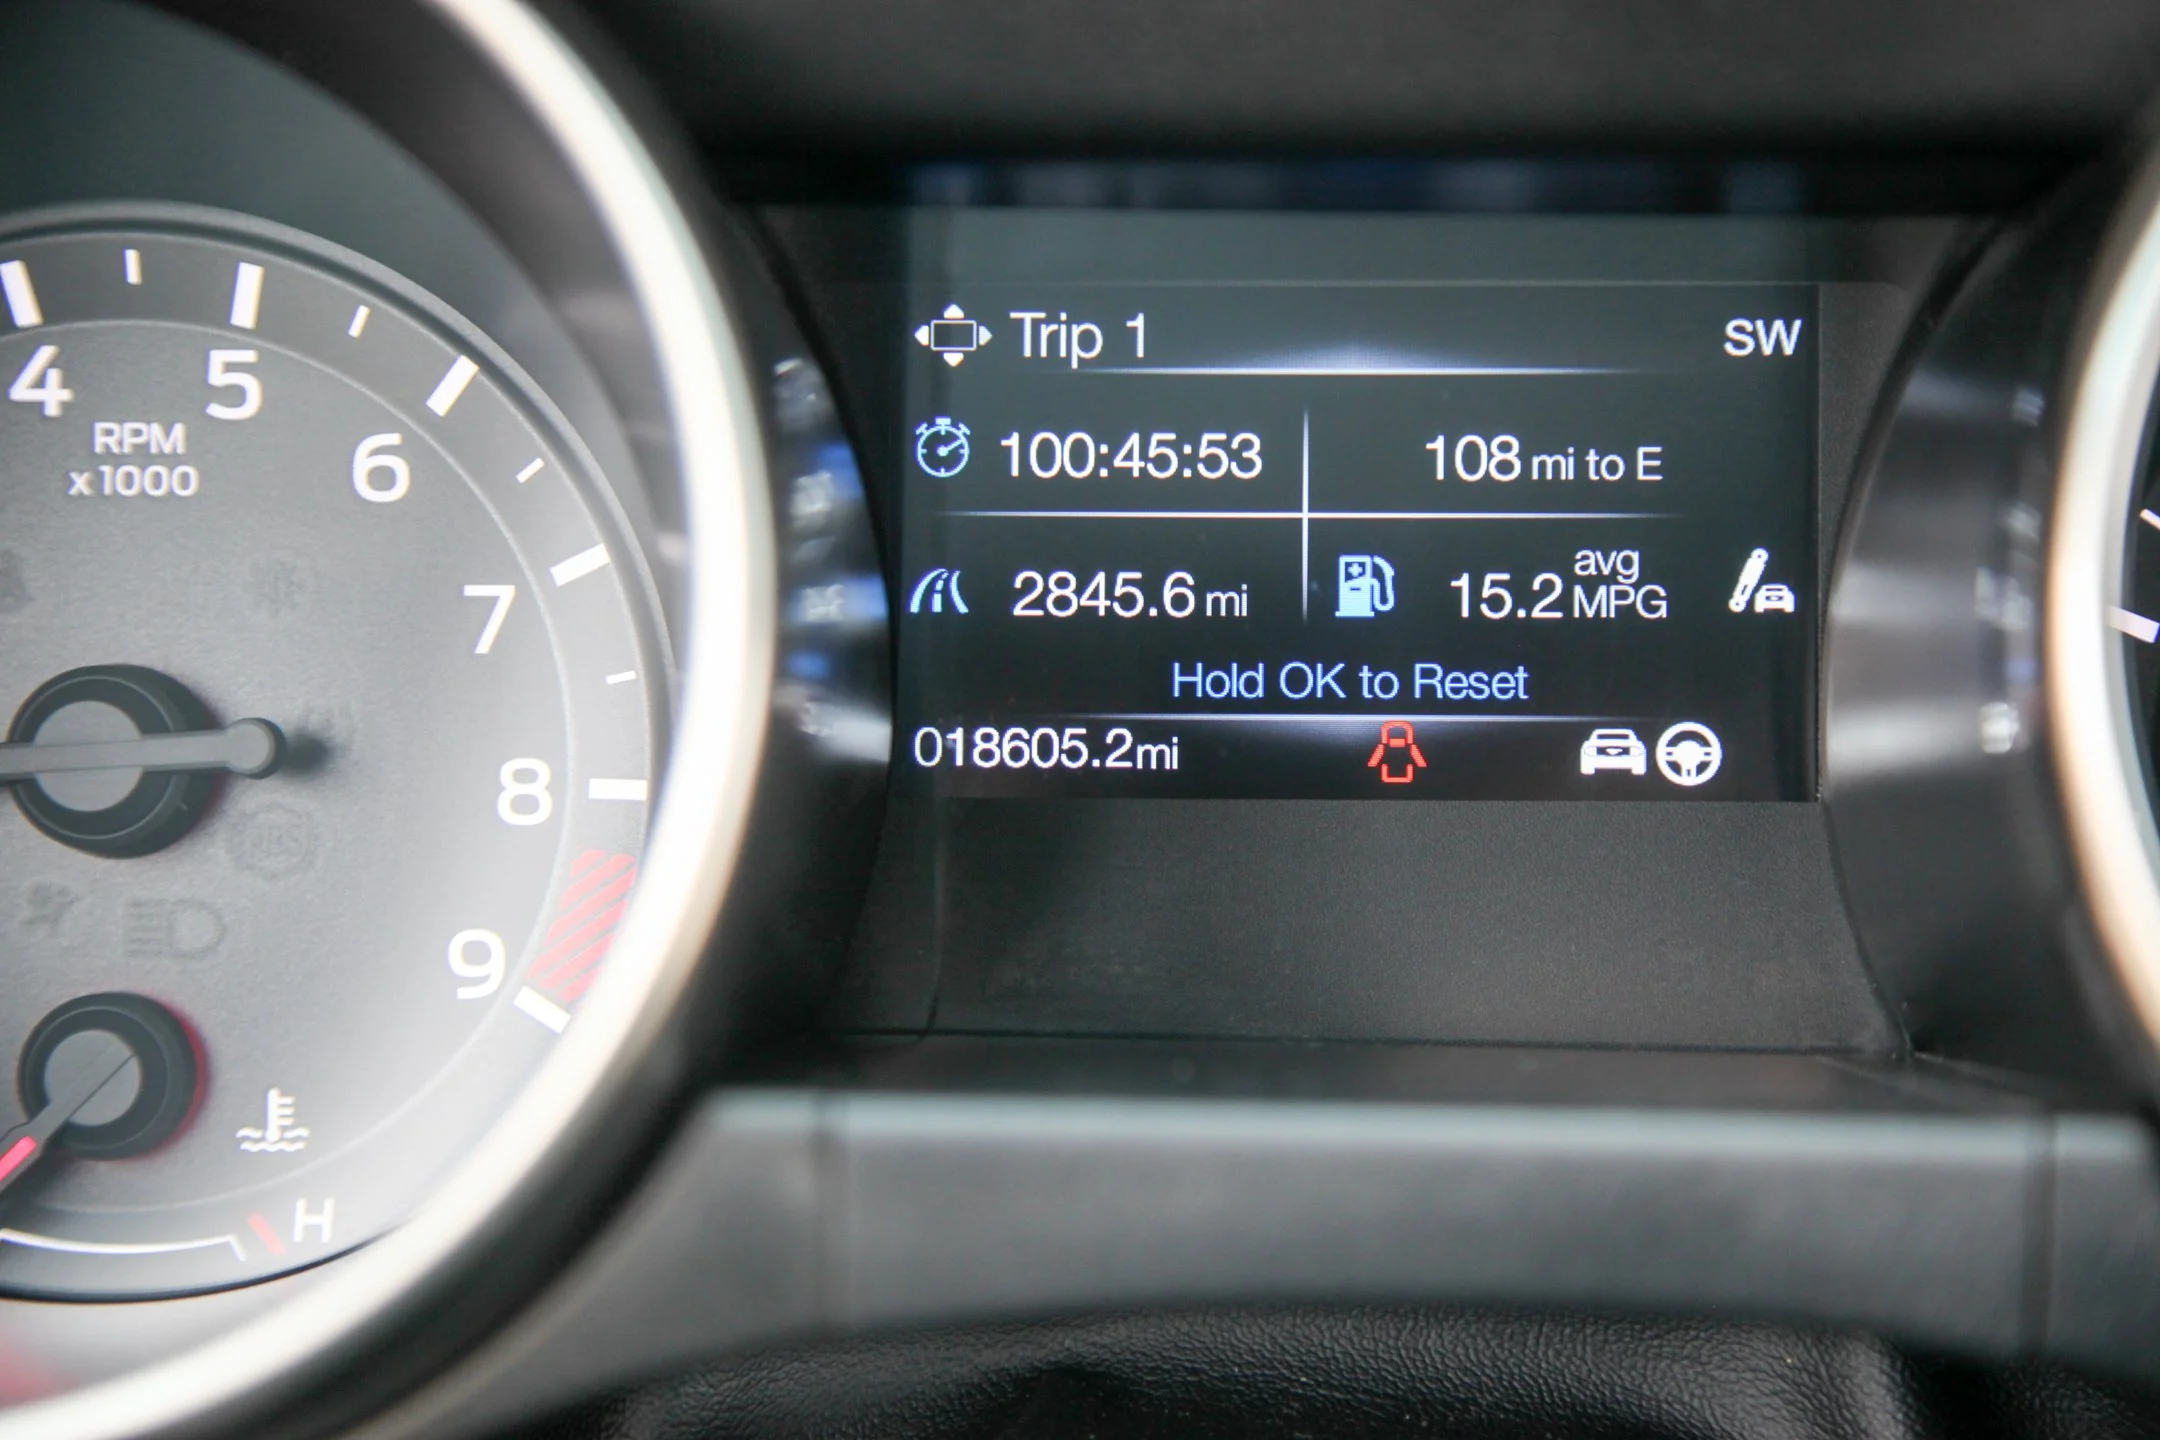 4
5
6
7
8
9
RPM
x1000
H
Trip 1
SW
100:45:53
108 mi to E
2845.6 mi
15.2 avg MPG
Hold OK to Reset
018605.2mi